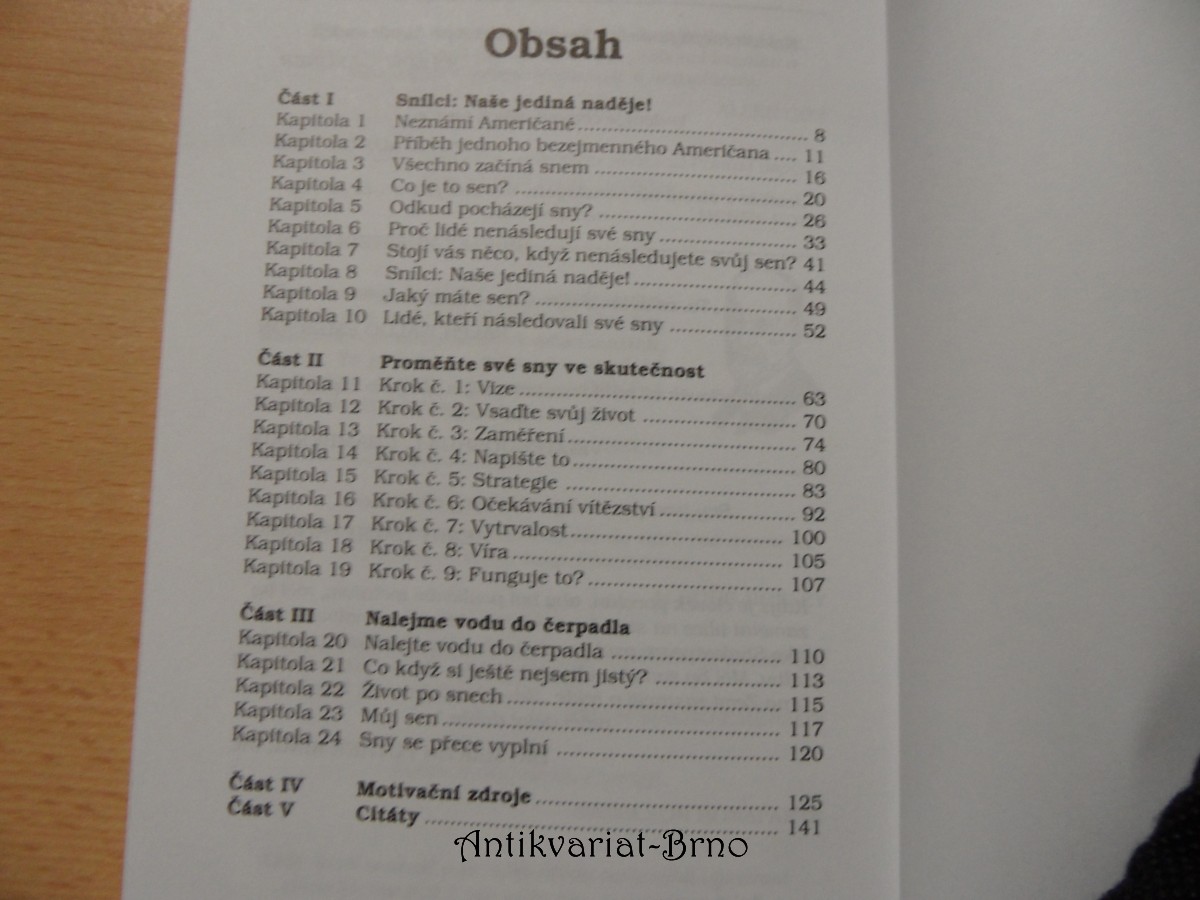 Obsah
Část I Snílci: Naše jediná naděje!
Kapitola 1 Neznámí Američané 8
Kapitola 2 Příběh jednoho bezejmenného Američana 11
Kapitola 3 Všechno začíná snem 16
Kapitola 4 Co je to sen? 20
Kapitola 5 Odkud pocházejí sny? 26
Kapitola 6 Proč lidé nenásledují své sny 33
Kapitola 7 Stojí vás něco, když nenásledujete svůj sen? 41
Kapitola 8 Snílci: Naše jediná naděje! 44
Kapitola 9 Jaký máte sen? 49
Kapitola 10 Lidé, kteří následovali své sny 52
Část II Proměňte své sny ve skutečnost
Kapitola 11 Krok č. 1: Vize 63
Kapitola 12 Krok č. 2: Vsaďte svůj život 70
Kapitola 13 Krok č. 3: Zaměření 74
Kapitola 14 Krok č. 4: Napište to 80
Kapitola 15 Krok č. 5: Strategie 83
Kapitola 16 Krok č. 6: Očekávání vítězství 92
Kapitola 17 Krok č. 7: Vytrvalost 100
Kapitola 18 Krok č. 8: Víra 105
Kapitola 19 Krok č. 9: Funguje to? 107
Část III Nalejme vodu do čerpadla
Kapitola 20 Nalejte vodu do čerpadla 110
Kapitola 21 Co když si ještě nejsem jistý? 113
Kapitola 22 Život po snech 115
Kapitola 23 Můj sen 117
Kapitola 24 Sny se přece vyplní 120
Část IV Motivační zdroje 125
Část V Citáty 141
Antikvariat-Brno